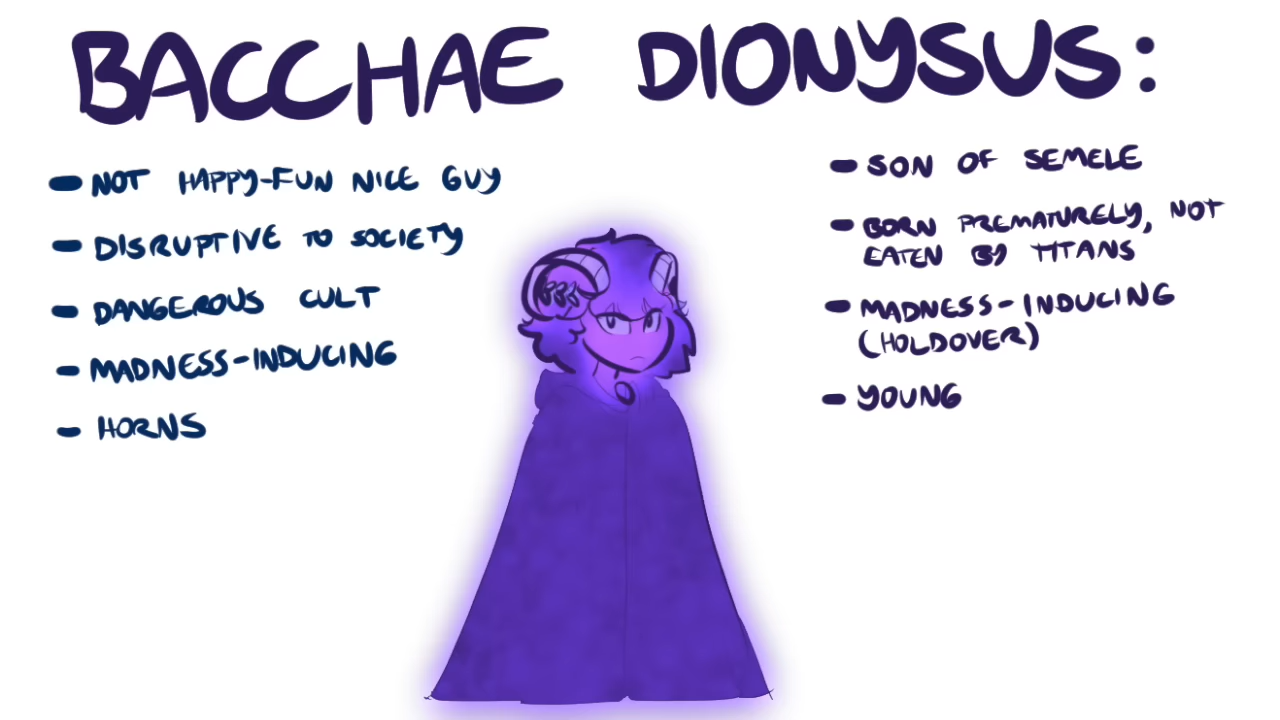 BACCHAE DIONYSUS:
- NOT HAPPY-FUN NICE GUY
- DISRUPTIVE TO SOCIETY
- DANGEROUS CULT
- MADNESS-INDUCING
- HORNS
- SON OF SEMELE
- BORN PREMATURELY, NOT
EATEN BY TITANS
- MADNESS-INDUCING
(HOLDOVER)
- YOUNG